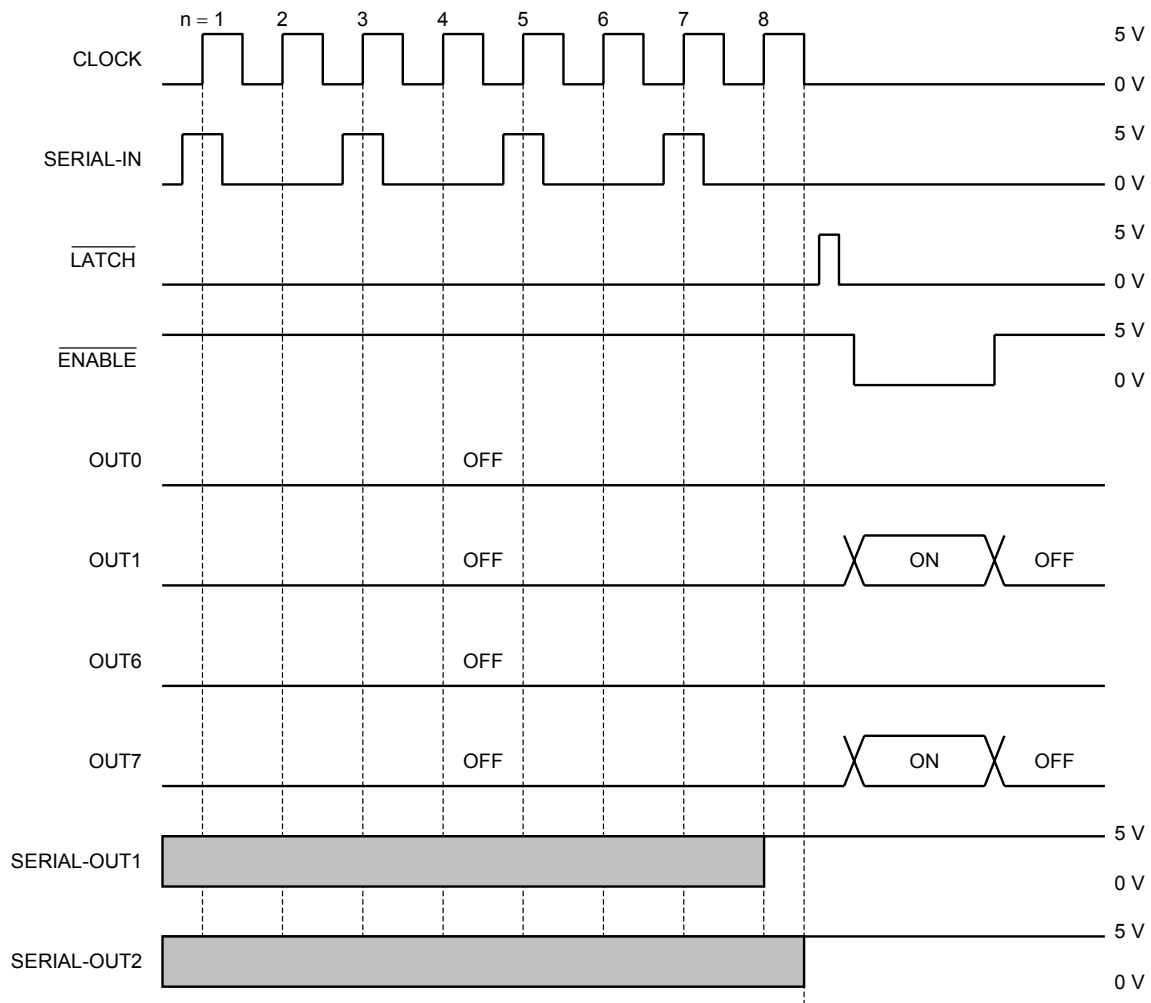 n = 1 2 3 4 5 6 7 8
CLOCK
5 V
0 V
SERIAL-IN
5 V
0 V
LATCH
5 V
0 V
ENABLE
5 V
0 V
OUT0 OFF
OUT1 OFF ON OFF
OUT6 OFF
OUT7 OFF ON OFF
SERIAL-OUT1
5 V
0 V
SERIAL-OUT2
5 V
0 V